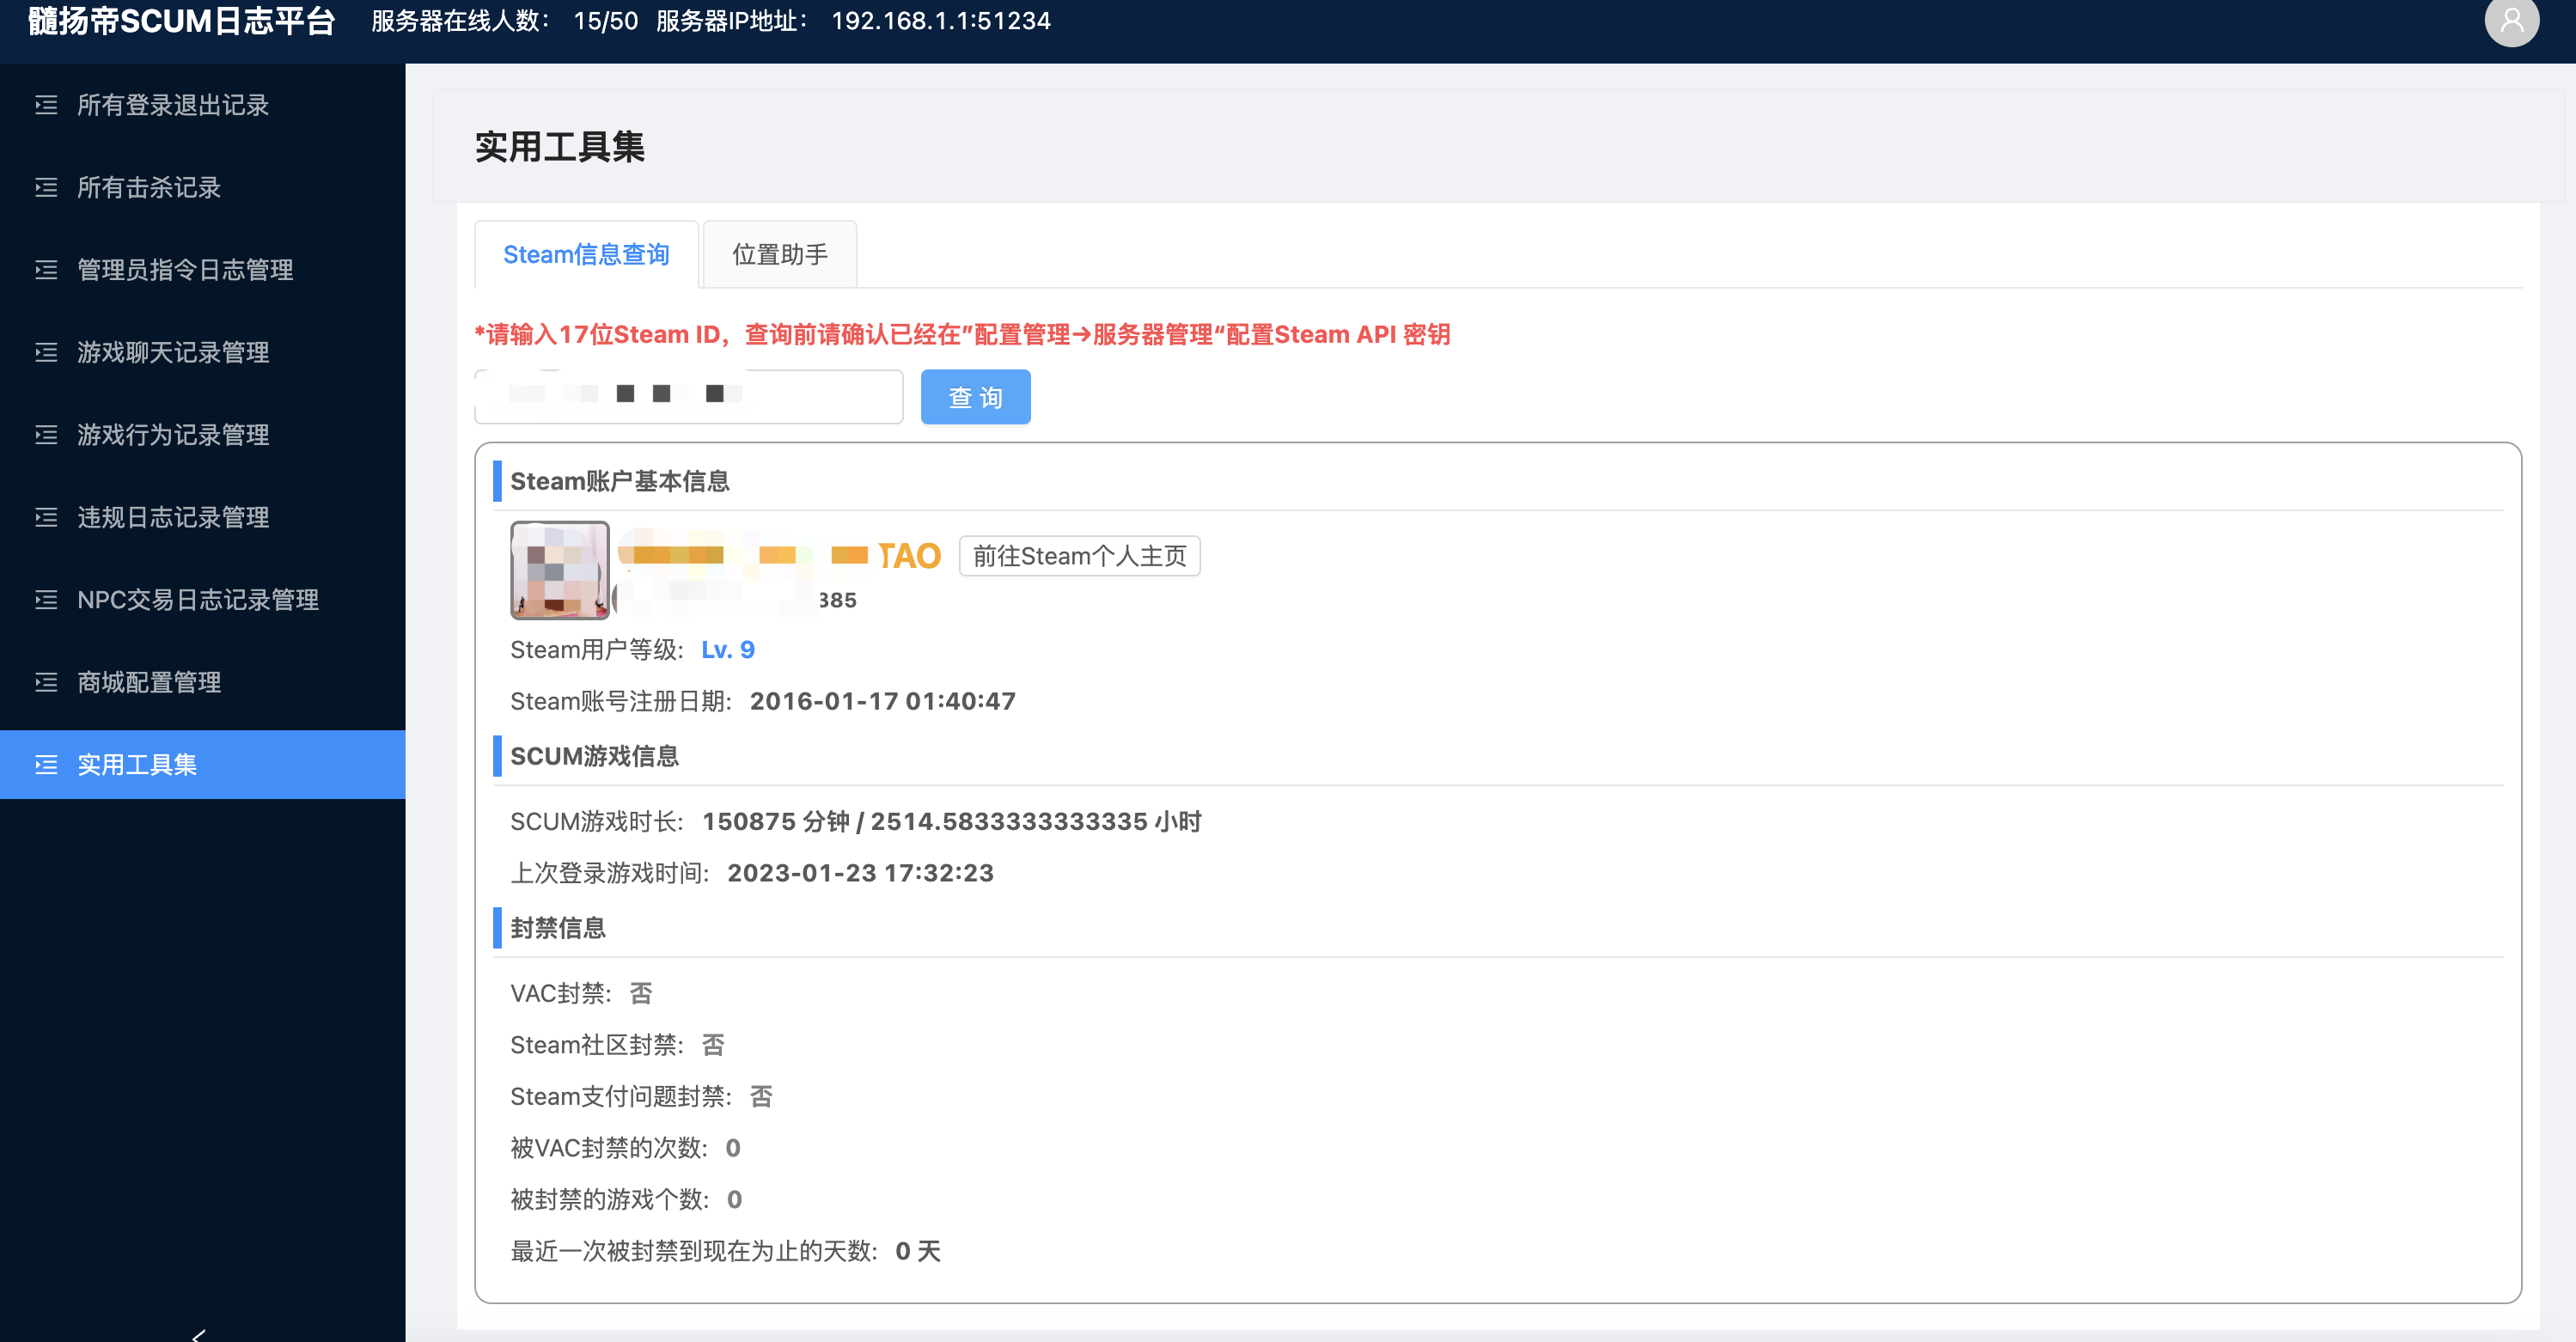 髓扬帝SCUM日志平台 服务器在线人数： 15/50 服务器IP地址： 192.168.1.1:51234
所有登录退出记录
所有击杀记录
管理员指令日志管理
游戏聊天记录管理
游戏行为记录管理
违规日志记录管理
NPC交易日志记录管理
商城配置管理
实用工具集
实用工具集
Steam信息查询 位置助手
*请输入17位Steam ID，查询前请确认已经在”配置管理→服务器管理“配置Steam API 密钥
查 询
Steam账户基本信息
TAO 前往Steam个人主页
385
Steam用户等级: Lv. 9
Steam账号注册日期: 2016-01-17 01:40:47
SCUM游戏信息
SCUM游戏时长: 150875 分钟 / 2514.5833333333335 小时
上次登录游戏时间: 2023-01-23 17:32:23
封禁信息
VAC封禁: 否
Steam社区封禁: 否
Steam支付问题封禁: 否
被VAC封禁的次数: 0
被封禁的游戏个数: 0
最近一次被封禁到现在为止的天数: 0 天